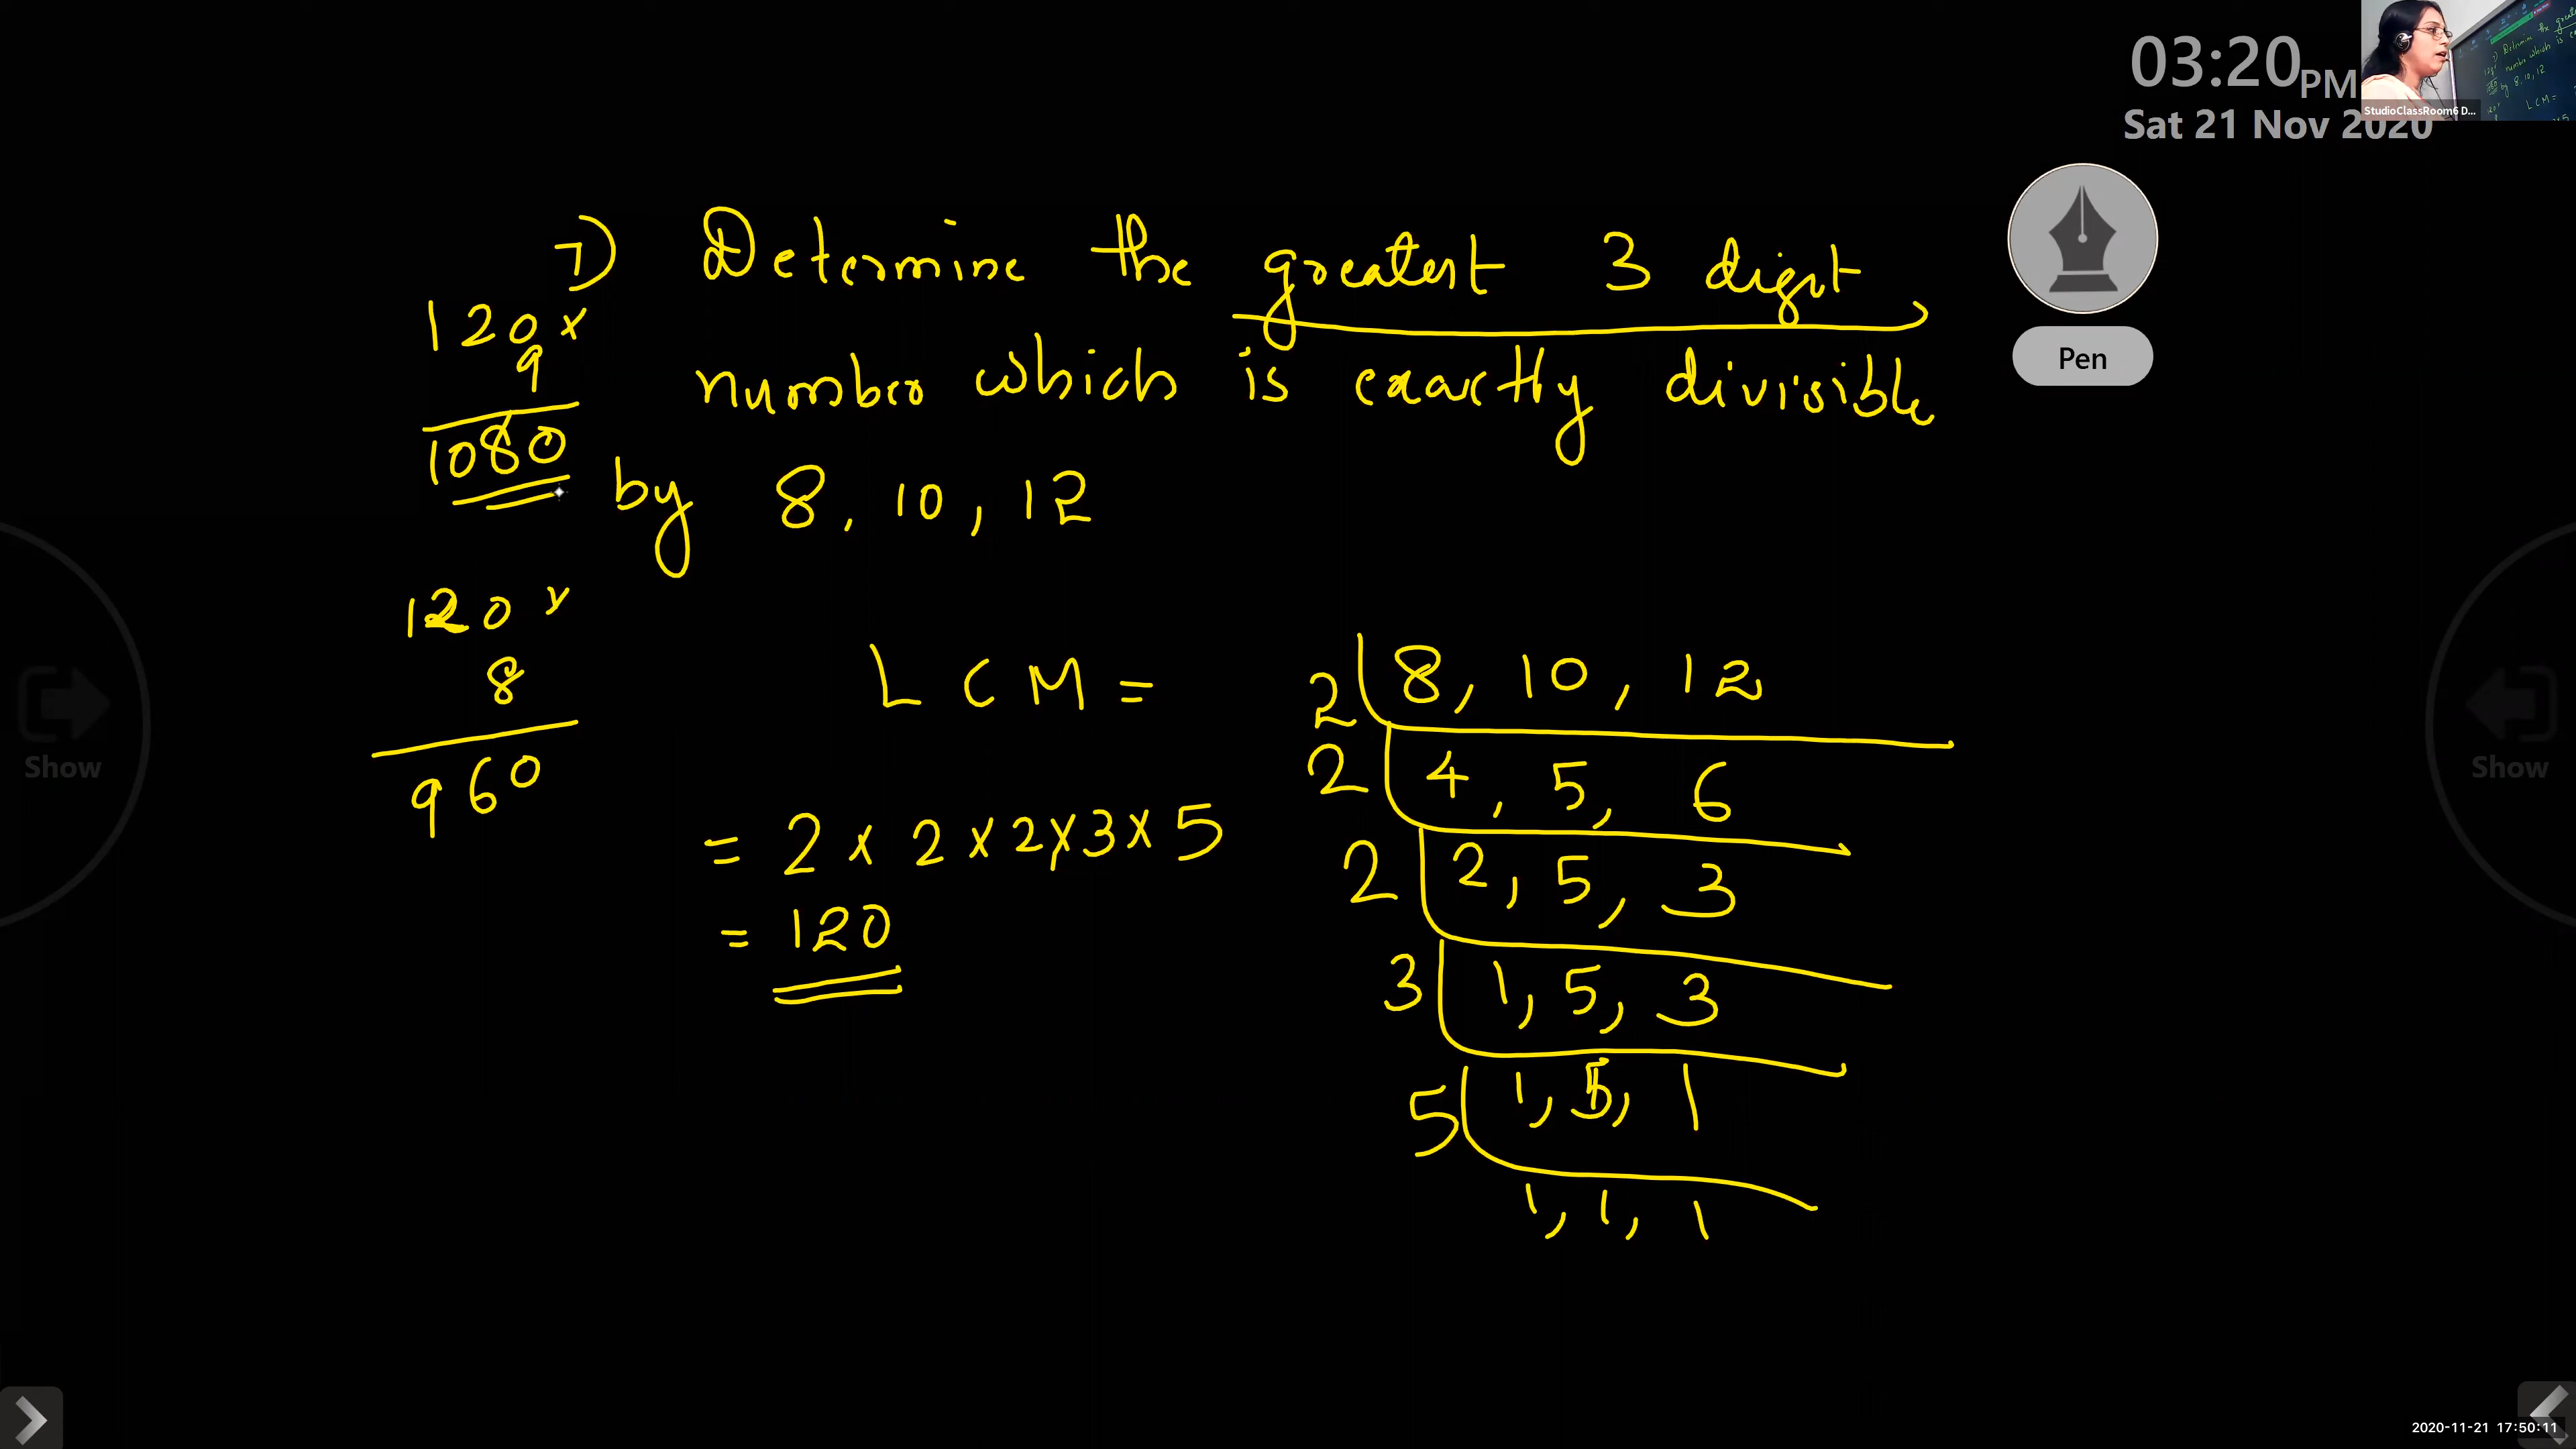 03:20 PM
Sat 21 Nov 2020
StudioClassRoom6 D...
Pen
7) Determine the greatest 3 digit
number which is exactly divisible
by 8, 10, 12
120 ×
9
1080
120 ×
8
960
LCM =
= 2 × 2 × 2 × 3 × 5
= 120
2 8, 10, 12
2 4, 5, 6
2 2, 5, 3
3 1, 5, 3
5 1, 5, 1
1, 1, 1
Show
Show
2020-11-21 17:50:11